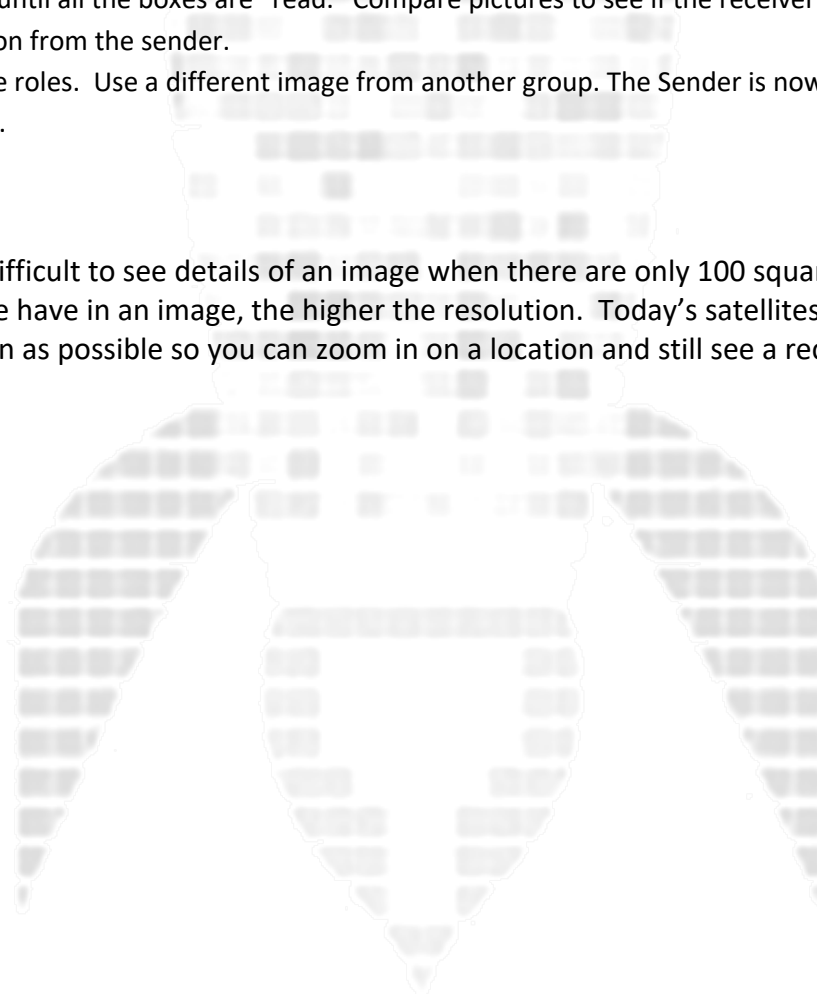 until all the boxes are "read." Compare pictures to see if the receiver
on from the sender.
e roles. Use a different image from another group. The Sender is now
.
ifficult to see details of an image when there are only 100 squar
e have in an image, the higher the resolution. Today's satellites
n as possible so you can zoom in on a location and still see a rec